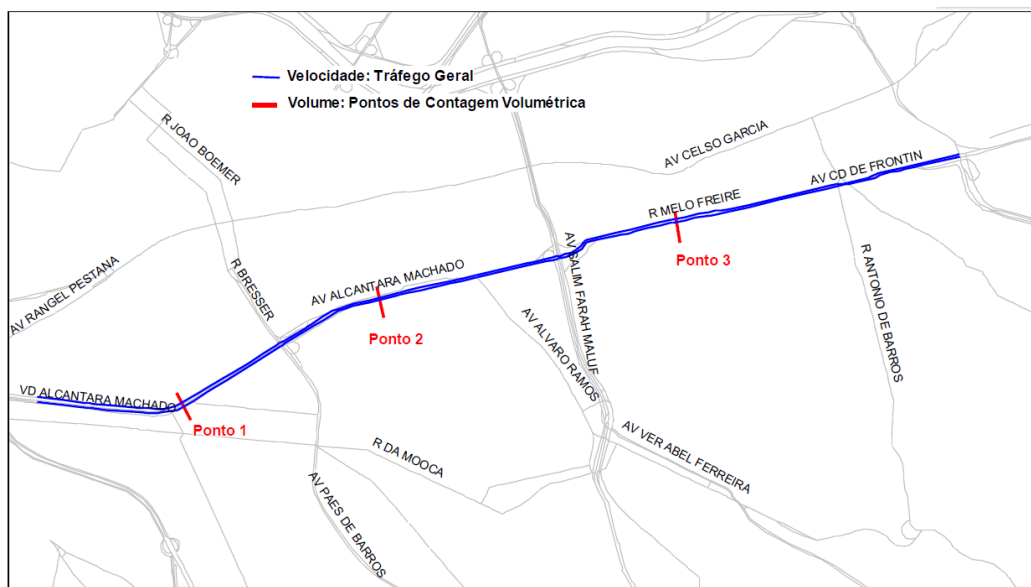 Velocidade: Tráfego Geral
Volume: Pontos de Contagem Volumétrica
R JOAO BOEMER
AV CELSO GARCIA
AV CD DE FRONTIN
R MELO FREIRE
Ponto 3
AV SALIM FARAH MALUF
R ANTONIO DE BARROS
AV RANGEL PESTANA
R BRESSER
AV ALCANTARA MACHADO
Ponto 2
AV ALVARO RAMOS
VD ALCANTARA MACHADO
Ponto 1
R DA MOOCA
AV VER ABEL FERREIRA
AV PAES DE BARROS